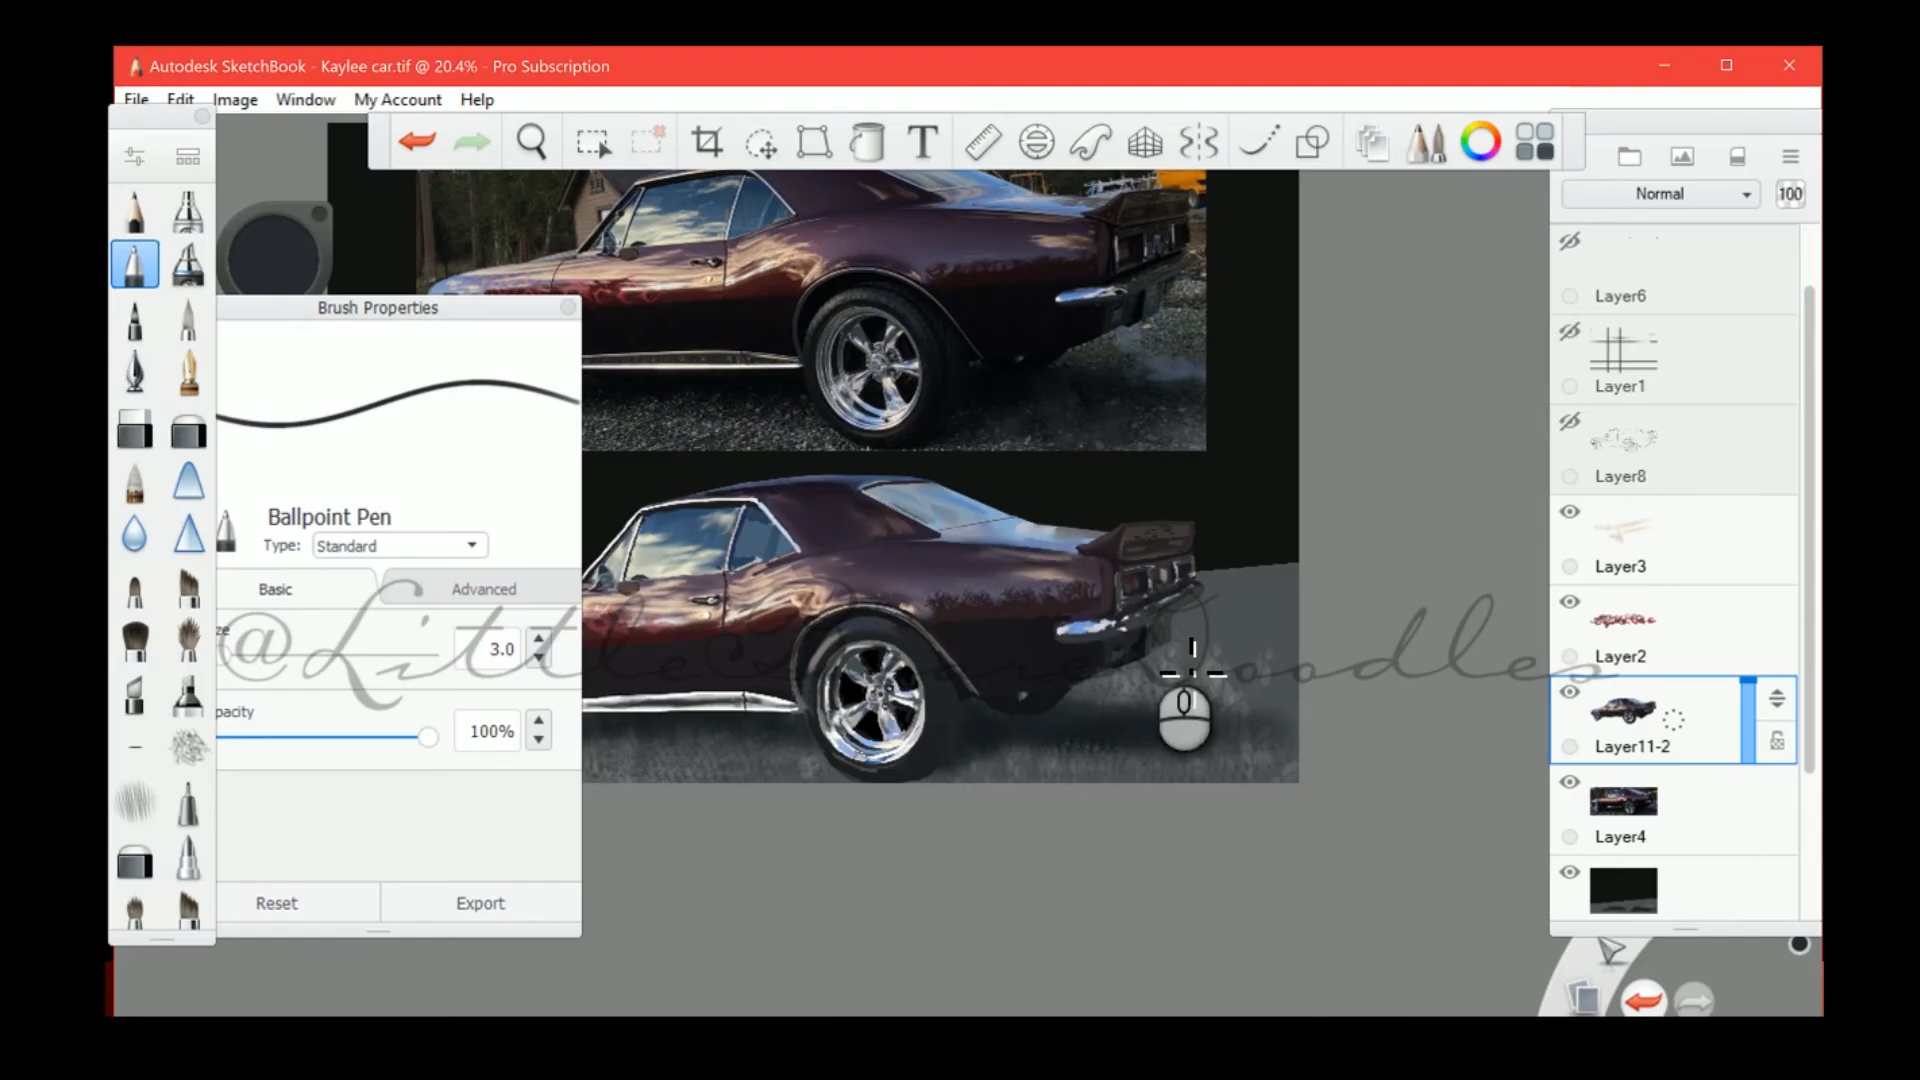 Autodesk SketchBook - Kaylee car.tif @ 20.4% - Pro Subscription
File Edit Image Window My Account Help
Normal 100
Layer6
Brush Properties
Layer1
Layer8
Ballpoint Pen
Type: Standard
Layer3
Basic Advanced
ze 3.0
Layer2
pacity 100%
Layer11-2
Layer4
Reset Export